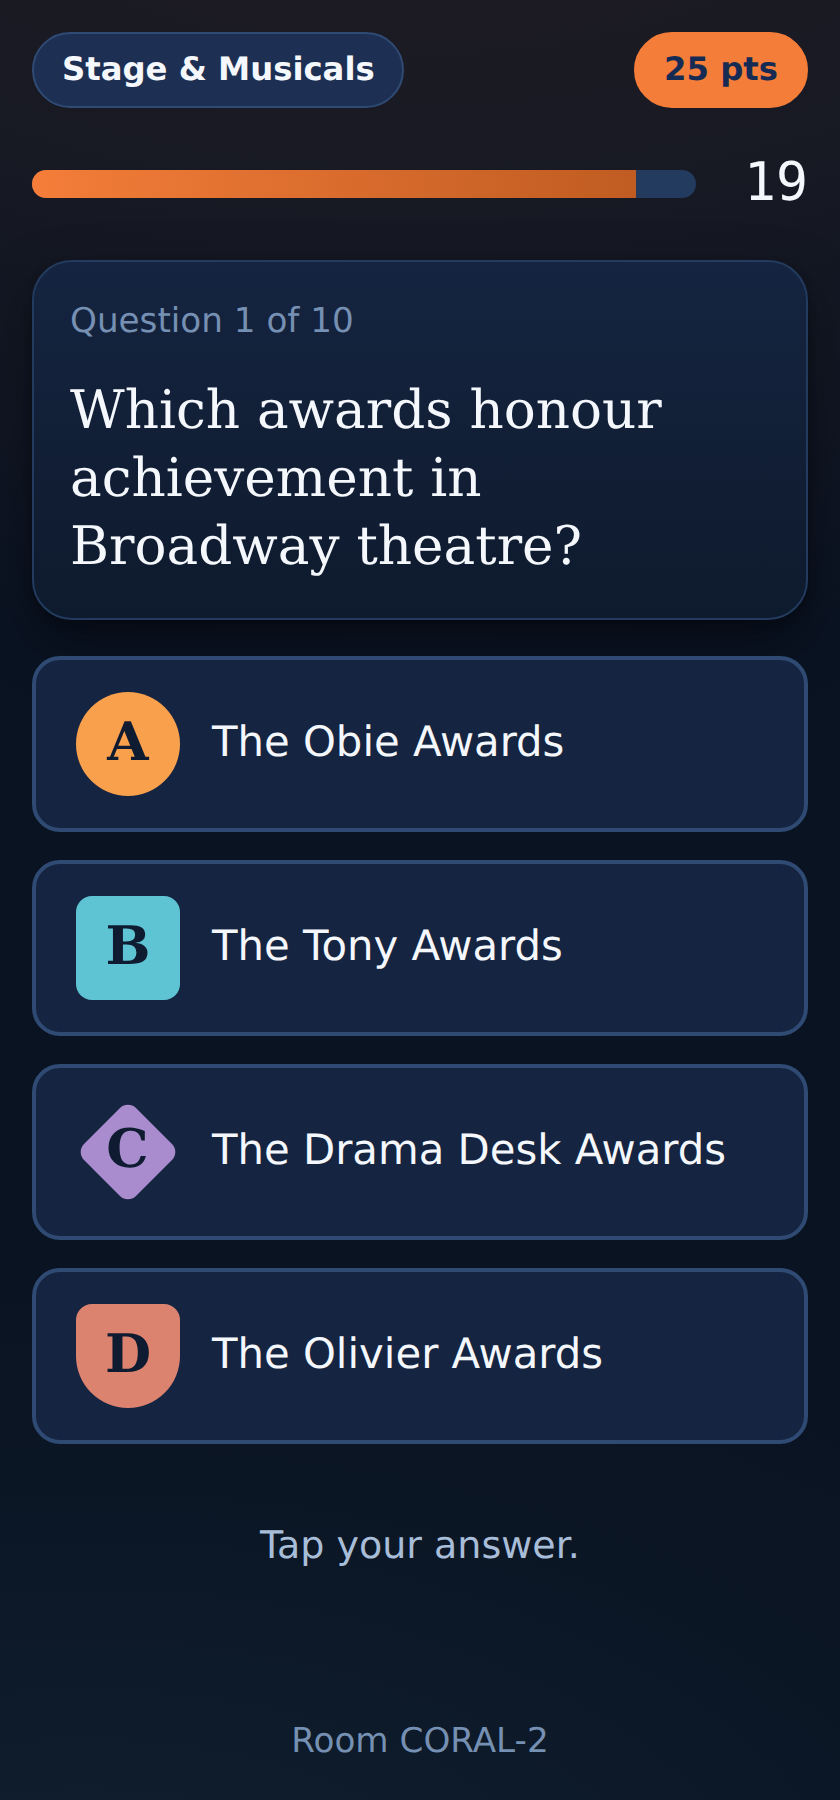 Stage & Musicals
25 pts
19
Question 1 of 10
Which awards honour
achievement in
Broadway theatre?
A
The Obie Awards
B
The Tony Awards
C
The Drama Desk Awards
D
The Olivier Awards
Tap your answer.
Room CORAL-2